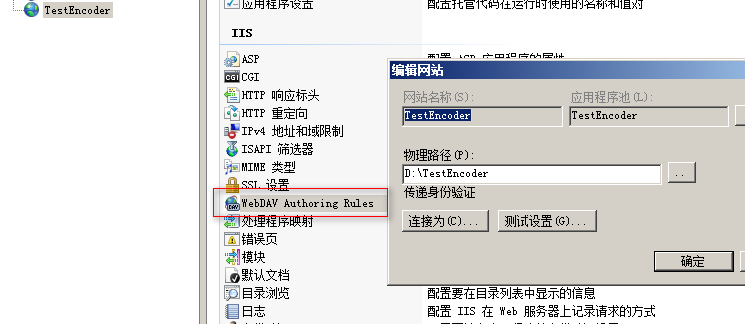 TestEncoder
应用程序设置
配置托管代码在运行时使用的名称和值对
IIS
ASP
配置 ASP 应用程序的属性
CGI
HTTP 响应标头
HTTP 重定向
IPv4 地址和域限制
ISAPI 筛选器
MIME 类型
SSL 设置
WebDAV Authoring Rules
处理程序映射
错误页
模块
默认文档
目录浏览
配置要在目录列表中显示的信息
日志
配置 IIS 在 Web 服务器上记录请求的方式
编辑网站
网站名称(S):
应用程序池(L):
TestEncoder
TestEncoder
物理路径(P):
D:\TestEncoder
..
传递身份验证
连接为(C)...
测试设置(G)...
确定